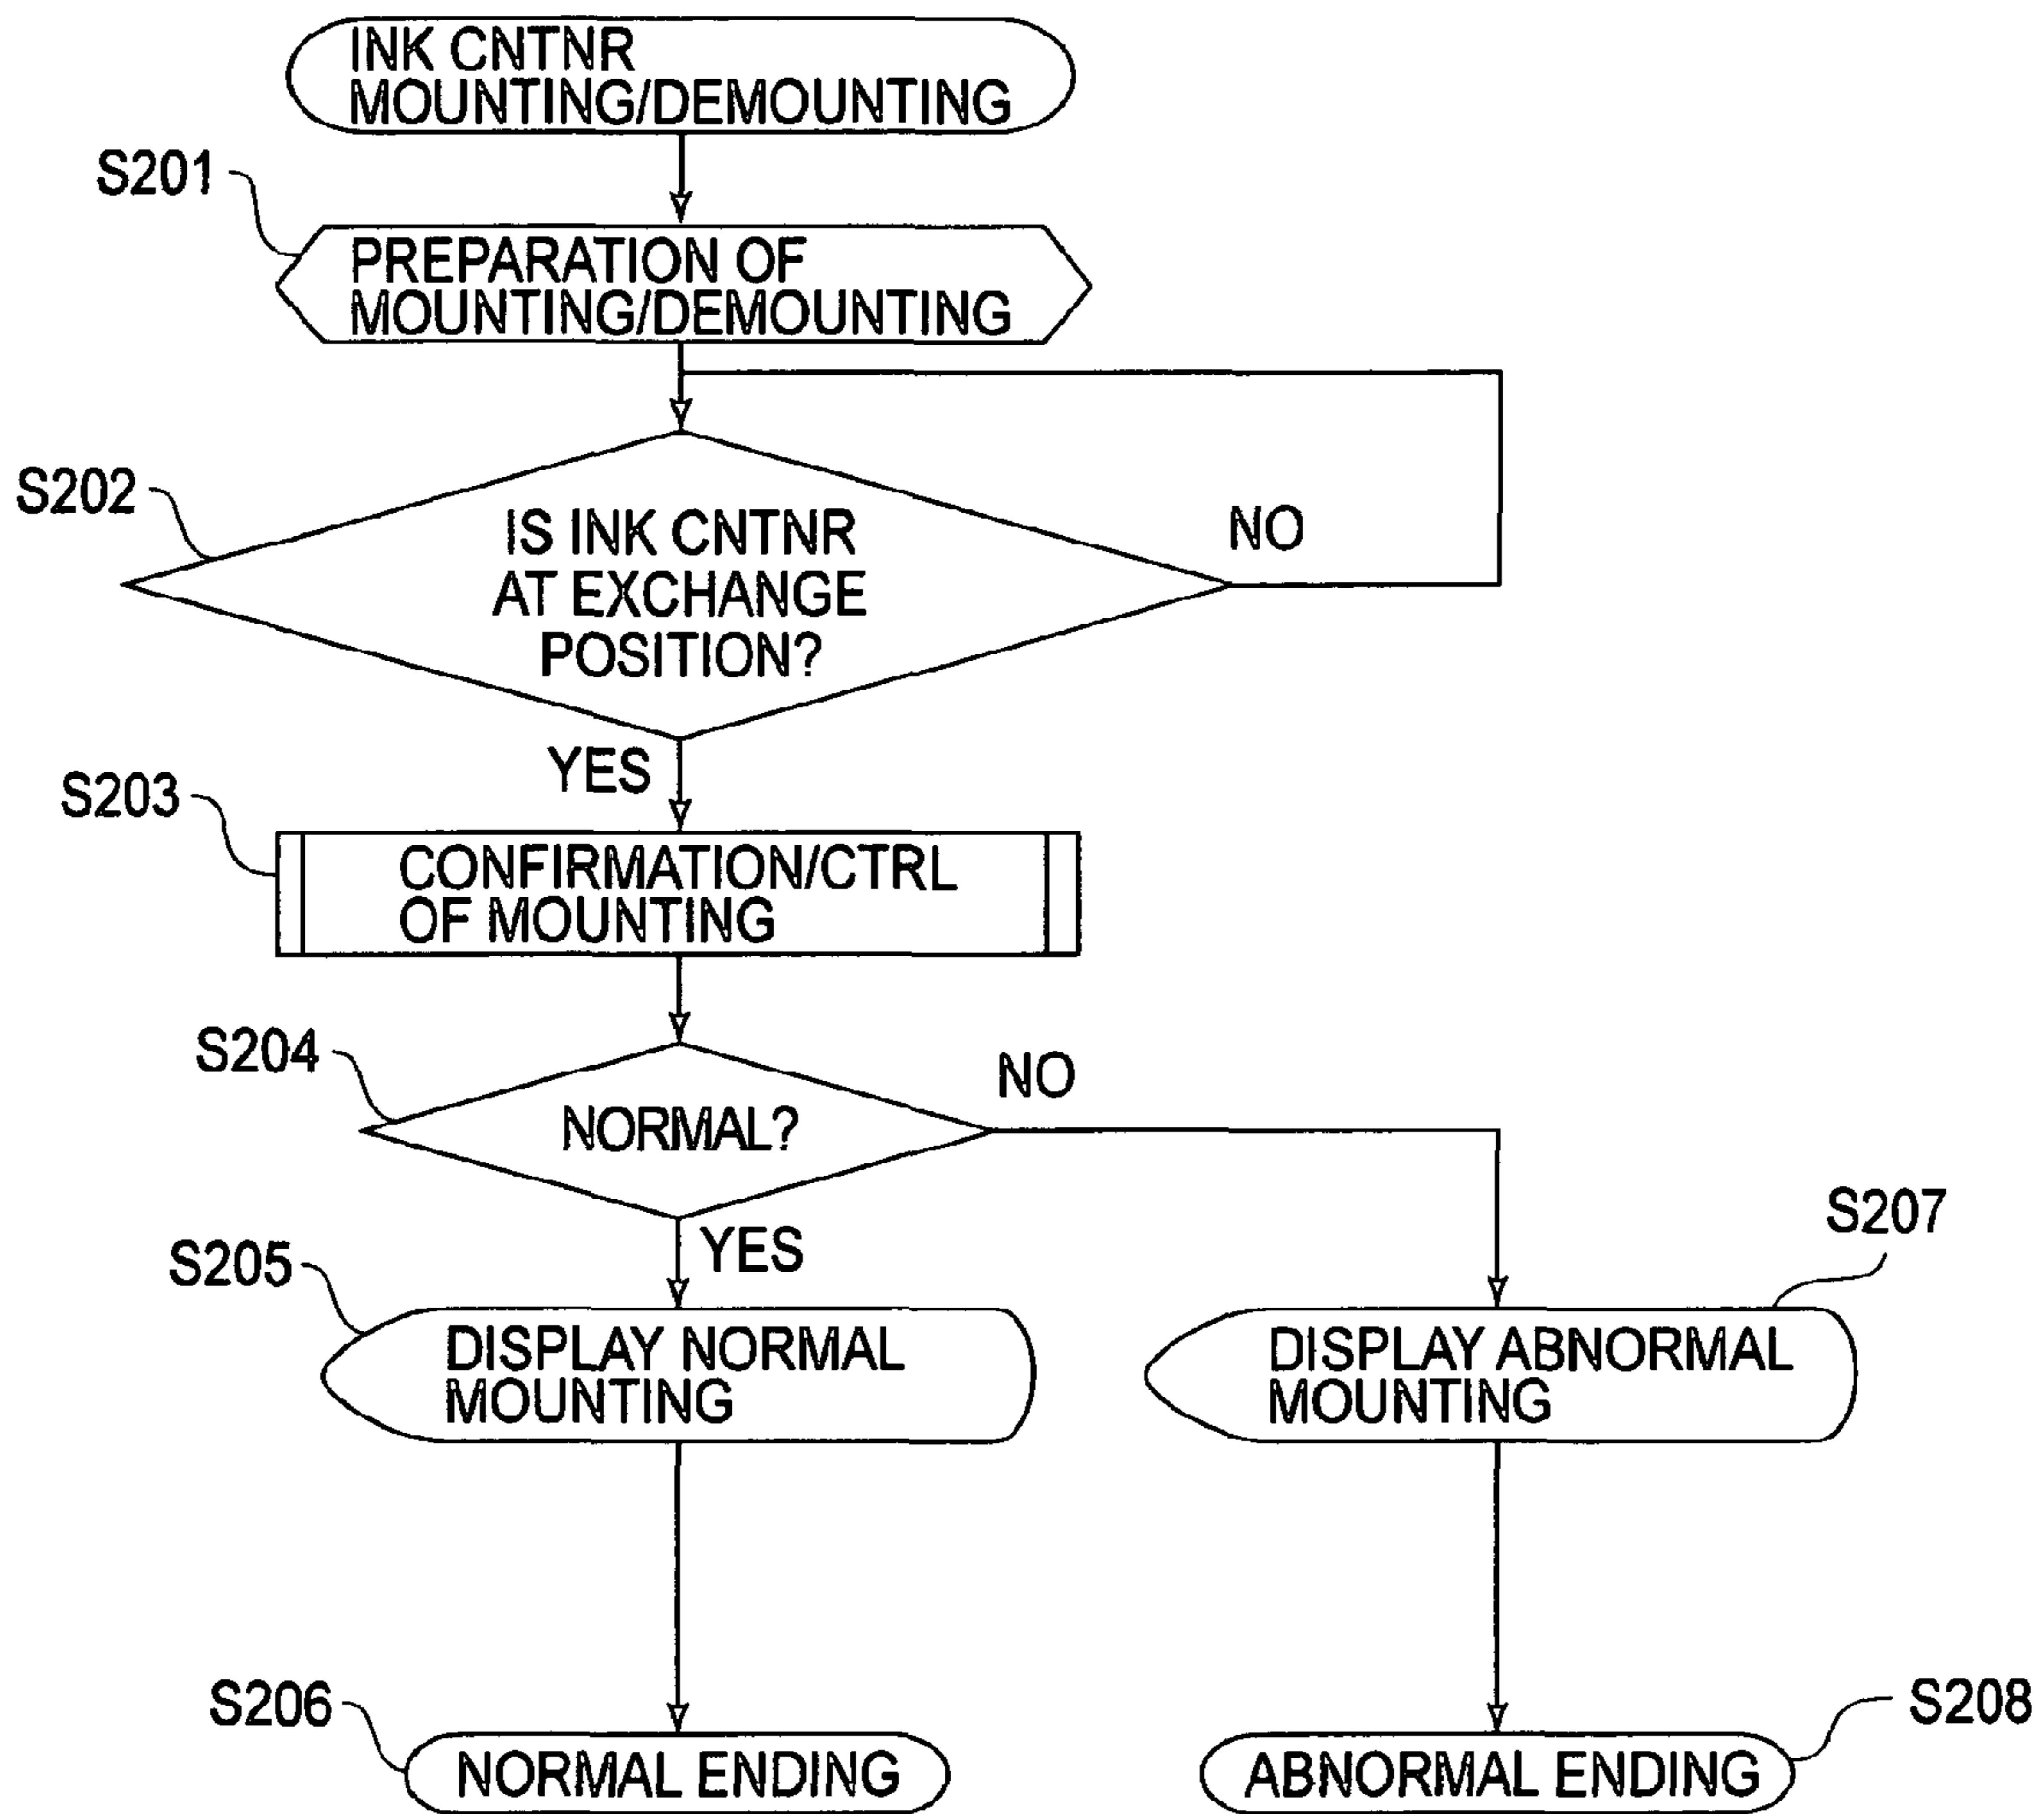 INK CNTNR
MOUNTING/DEMOUNTING
S201
PREPARATION OF
MOUNTING/DEMOUNTING
S202
IS INK CNTNR
AT EXCHANGE
POSITION?
NO
YES
S203
CONFIRMATION/CTRL
OF MOUNTING
S204
NORMAL?
NO
YES
S205
DISPLAY NORMAL
MOUNTING
S207
DISPLAY ABNORMAL
MOUNTING
S206
NORMAL ENDING
S208
ABNORMAL ENDING